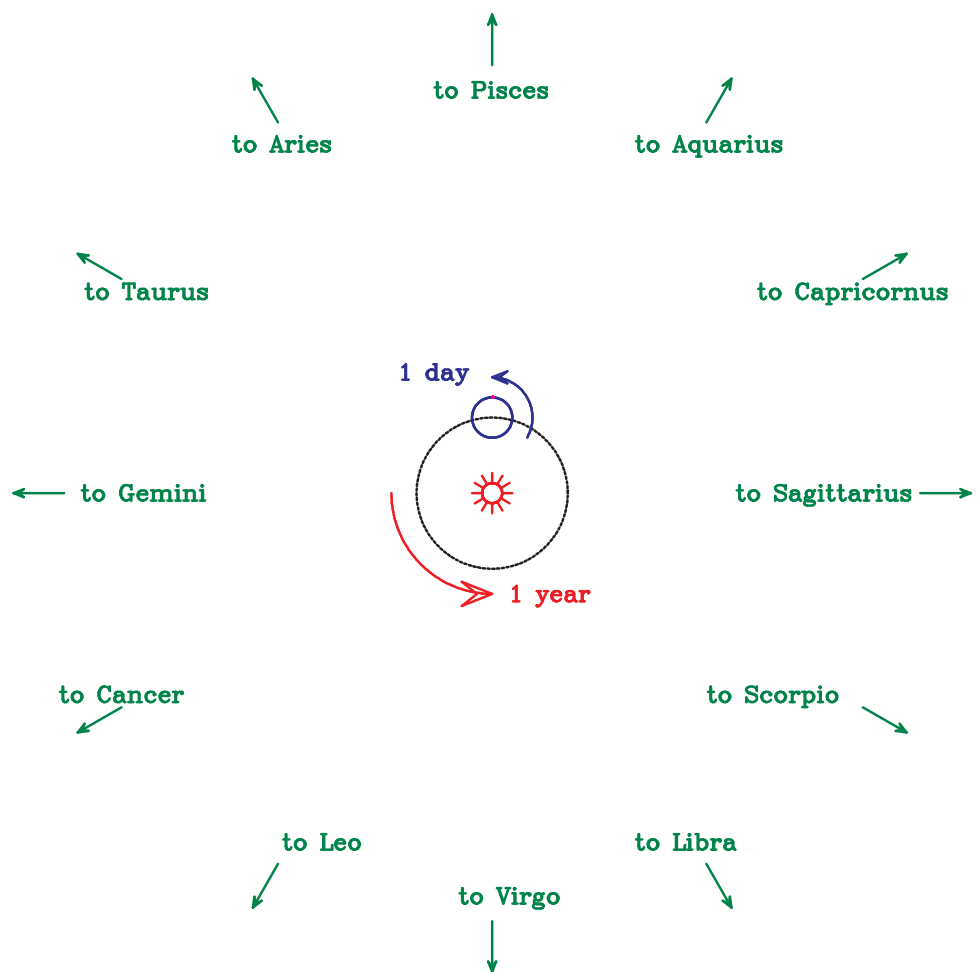 to Pisces
to Aries
to Aquarius
to Taurus
to Capricornus
1 day
to Gemini
to Sagittarius
1 year
to Cancer
to Scorpio
to Leo
to Libra
to Virgo